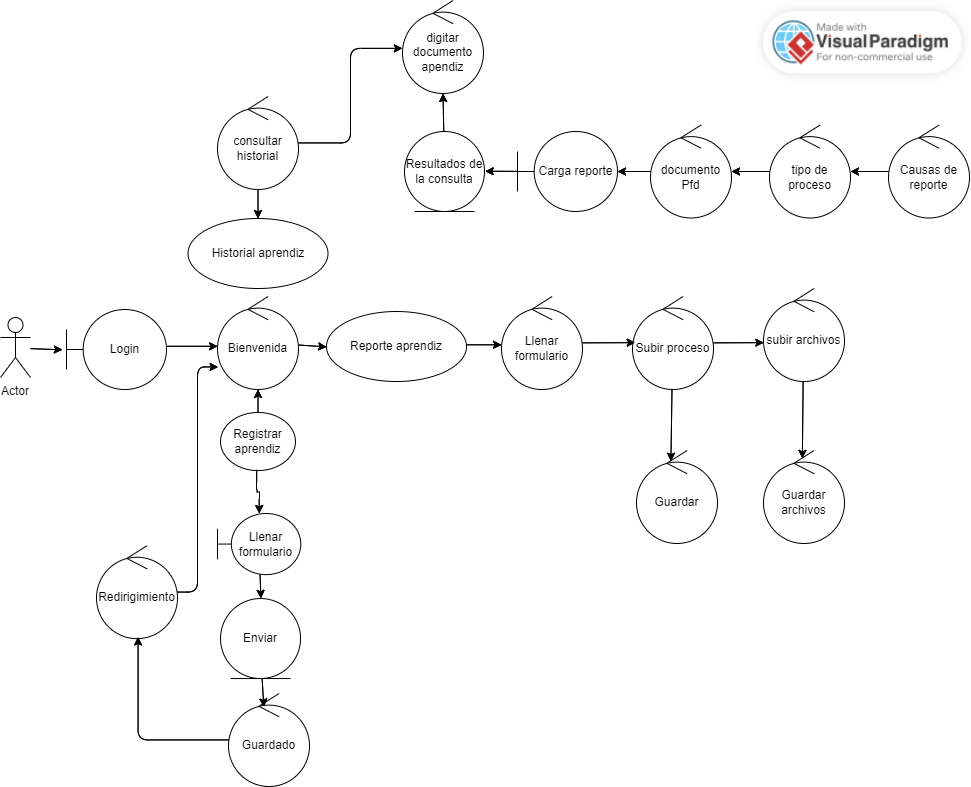 Made with
VisualParadigm
For non-commercial use
digitar
documento
apendiz
consultar
historial
Resultados de
la consulta
Carga reporte
documento
Pfd
tipo de
proceso
Causas de
reporte
Historial aprendiz
Actor
Login
Bienvenida
Reporte aprendiz
Llenar
formulario
Subir proceso
subir archivos
Registrar
aprendiz
Guardar
Guardar
archivos
Llenar
formulario
Redirigimiento
Enviar
Guardado